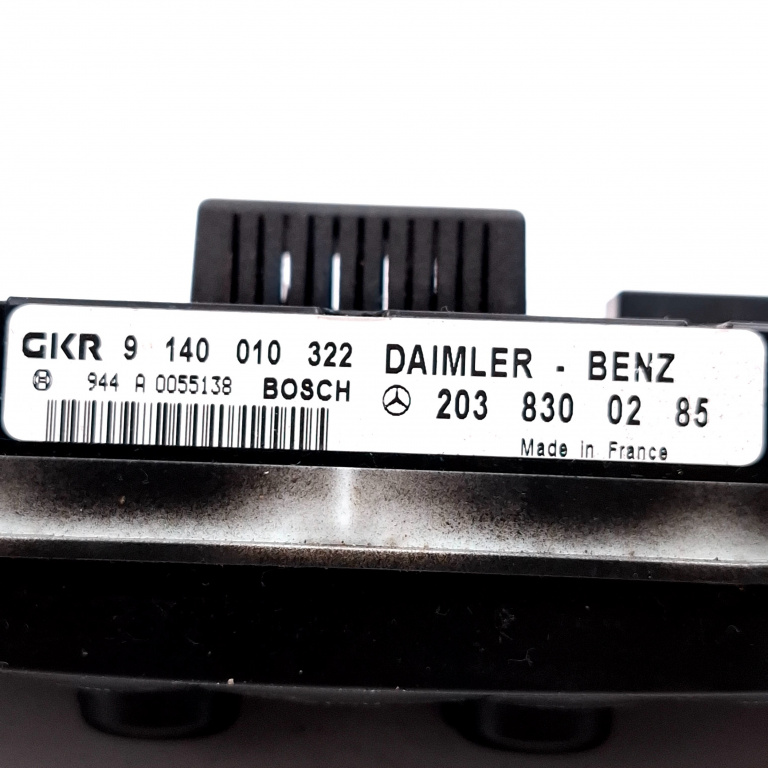 GKR 9 140 010 322 DAIMLER - BENZ
944 A 0055138 BOSCH 203 830 02 85
Made in France